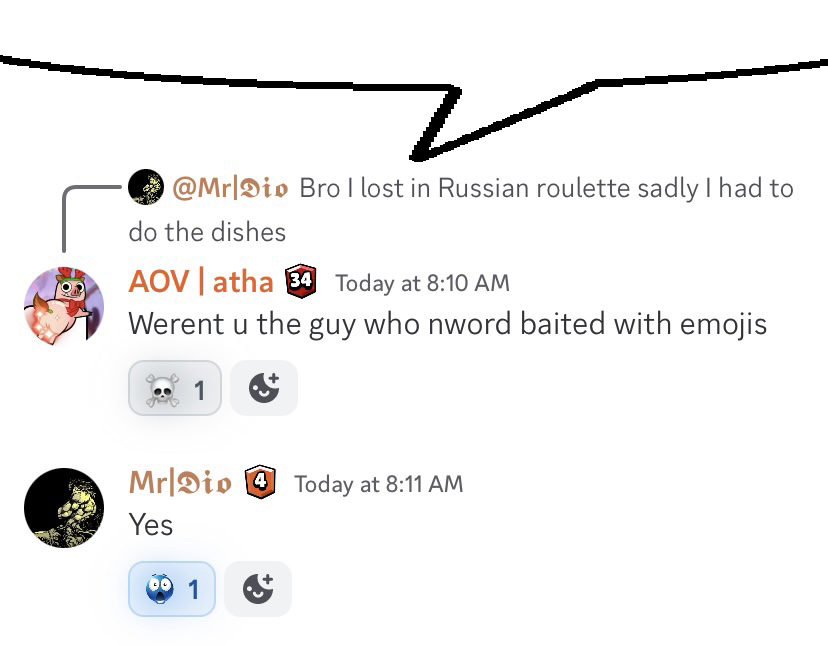 @Mr|𝕯𝖎𝖔 Bro I lost in Russian roulette sadly I had to
do the dishes
AOV | atha 34 Today at 8:10 AM
Werent u the guy who nword baited with emojis
1
Mr|𝕯𝖎𝖔 4 Today at 8:11 AM
Yes
1